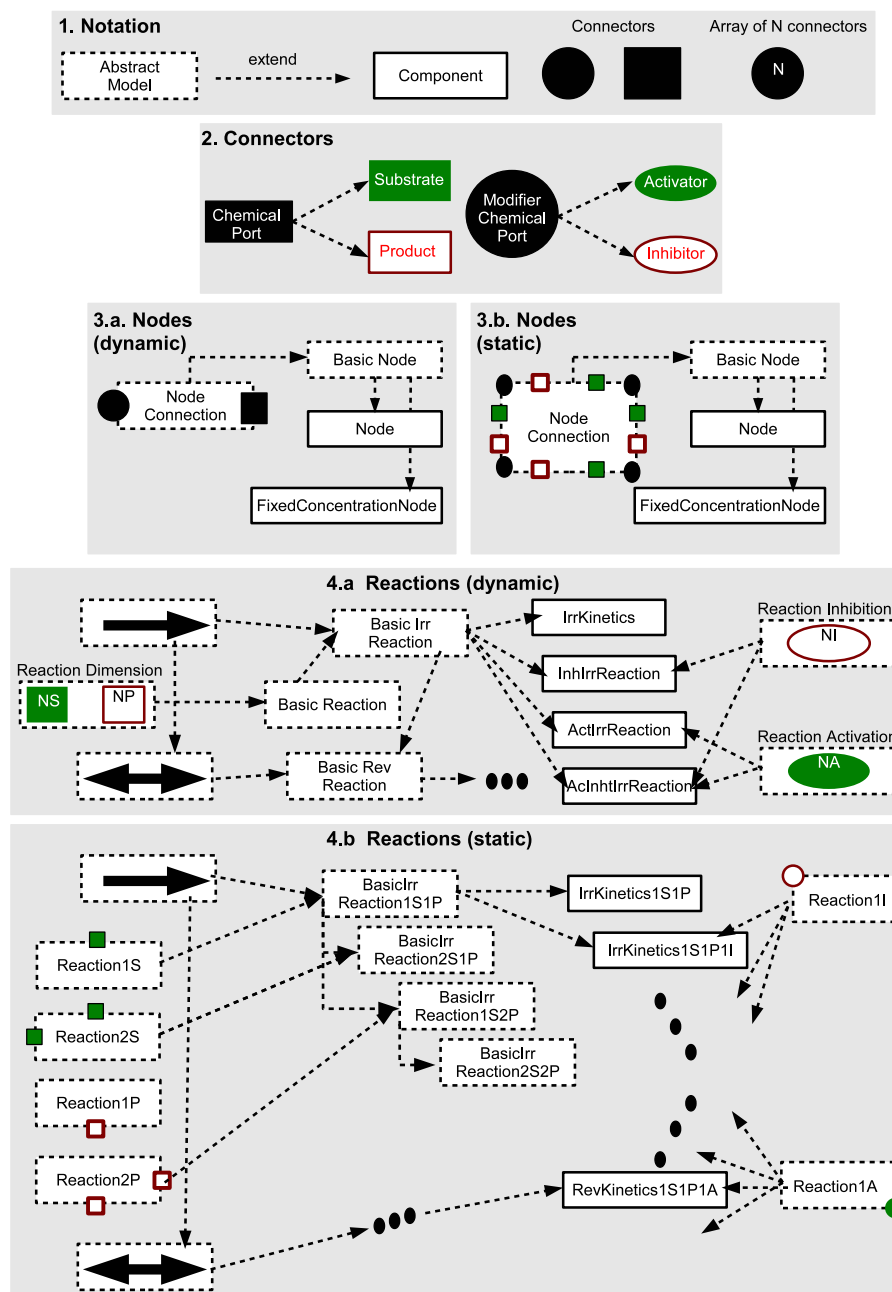 1. Notation
Connectors
Array of N connectors
Abstract
Model
extend
Component
N
2. Connectors
Chemical
Port
Substrate
Product
Modifier
Chemical
Port
Activator
Inhibitor
3.a. Nodes
(dynamic)
Basic Node
Node
Connection
Node
FixedConcentrationNode
3.b. Nodes
(static)
Basic Node
Node
Connection
Node
FixedConcentrationNode
4.a Reactions (dynamic)
Basic Irr
Reaction
IrrKinetics
Reaction Inhibition
NI
Reaction Dimension
NS
NP
InhIrrReaction
Basic Reaction
ActIrrReaction
Reaction Activation
NA
Basic Rev
Reaction
AcInhtIrrReaction
4.b Reactions (static)
BasicIrr
Reaction1S1P
IrrKinetics1S1P
Reaction1I
BasicIrr
Reaction2S1P
IrrKinetics1S1P1I
Reaction1S
BasicIrr
Reaction1S2P
Reaction2S
BasicIrr
Reaction2S2P
Reaction1P
Reaction2P
RevKinetics1S1P1A
Reaction1A